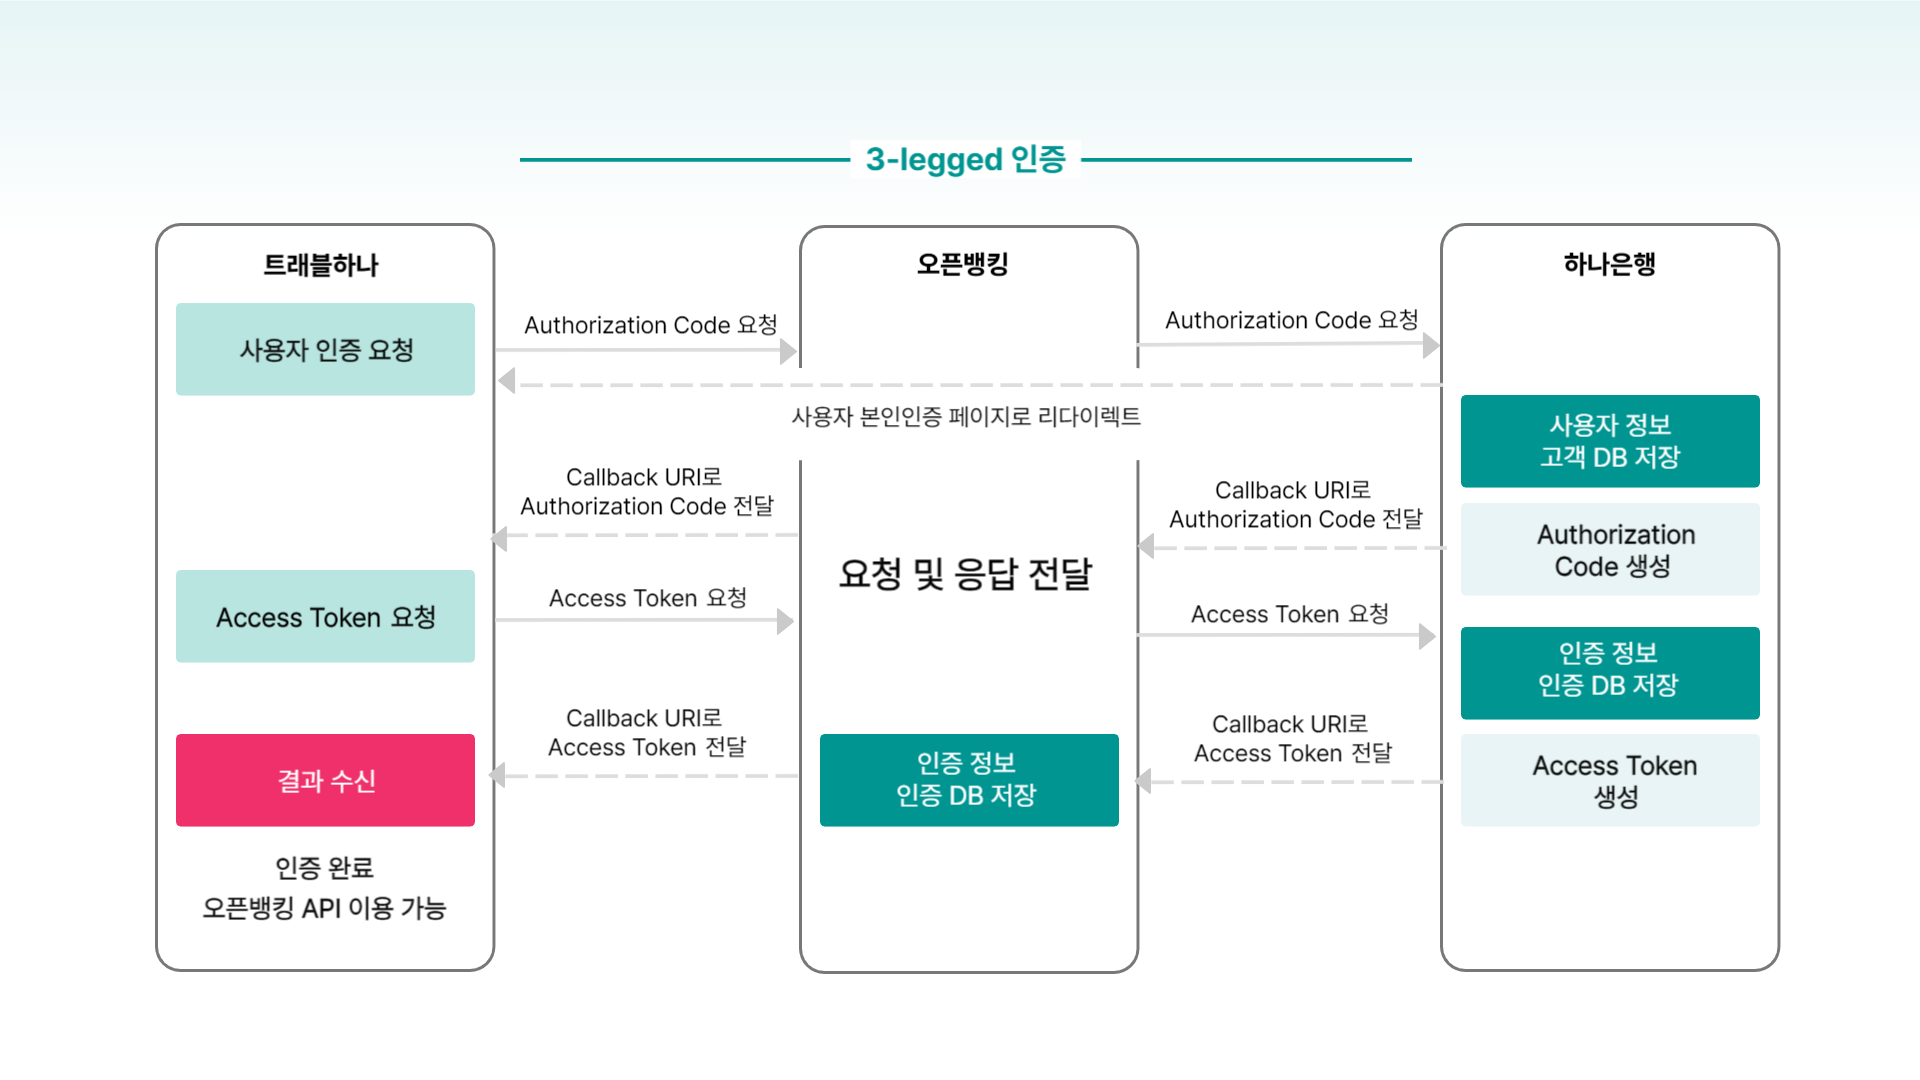 3-legged 인증
트래블하나
사용자 인증 요청
Access Token 요청
결과 수신
인증 완료
오픈뱅킹 API 이용 가능
Authorization Code 요청
사용자 본인인증 페이지로 리다이렉트
Callback URI로
Authorization Code 전달
Access Token 요청
Callback URI로
Access Token 전달
오픈뱅킹
요청 및 응답 전달
인증 정보
인증 DB 저장
Authorization Code 요청
Callback URI로
Authorization Code 전달
Access Token 요청
Callback URI로
Access Token 전달
하나은행
사용자 정보
고객 DB 저장
Authorization
Code 생성
인증 정보
인증 DB 저장
Access Token
생성